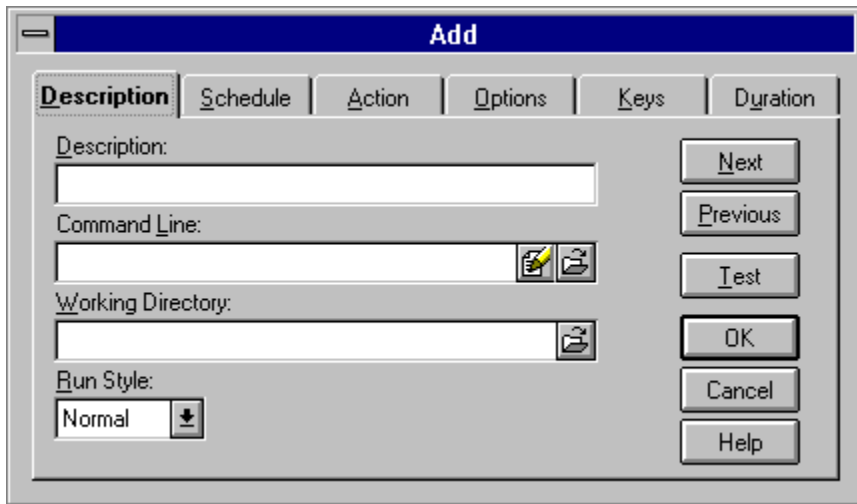 Add
Description Schedule Action Options Keys Duration
Description:
Next
Previous
Command Line:
Test
Working Directory:
OK
Run Style:
Normal
Cancel
Help